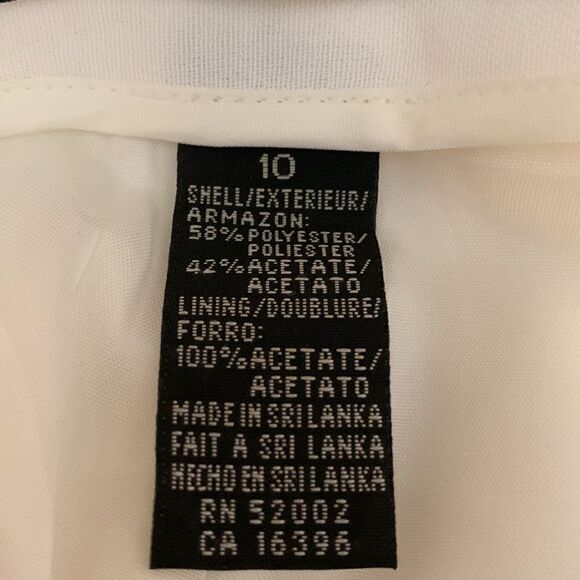 10
SHELL/EXTERIEUR/
ARMAZON:
58% POLYESTER/
POLIESTER
42% ACETATE/
ACETATO
LINING/DOUBLURE/
FORRO:
100% ACETATE/
ACETATO
MADE IN SRI LANKA
FAIT A SRI LANKA
HECHO EN SRI LANKA
RN 52002
CA 16396